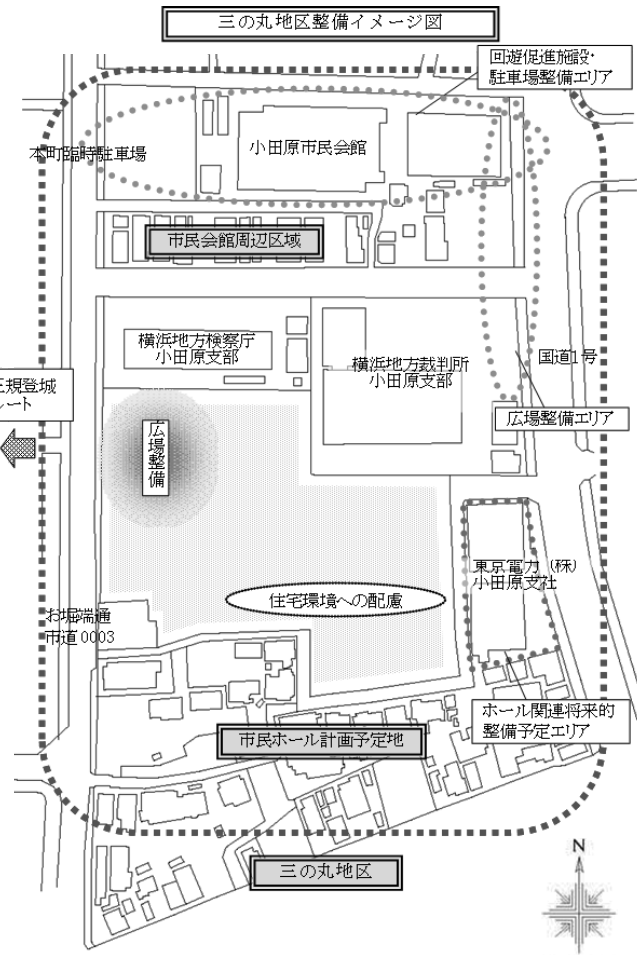 三の丸地区整備イメージ図
回遊促進施設・
駐車場整備エリア
本町臨時駐車場
小田原市民会館
市民会館周辺区域
横浜地方検察庁
小田原支部
横浜地方裁判所
小田原支部
国道1号
正規登城
ルート
広場整備
広場整備エリア
東京電力（株）
小田原支社
住宅環境への配慮
お堀端通
市道0003
ホール関連将来的
整備予定エリア
市民ホール計画予定地
三の丸地区
N